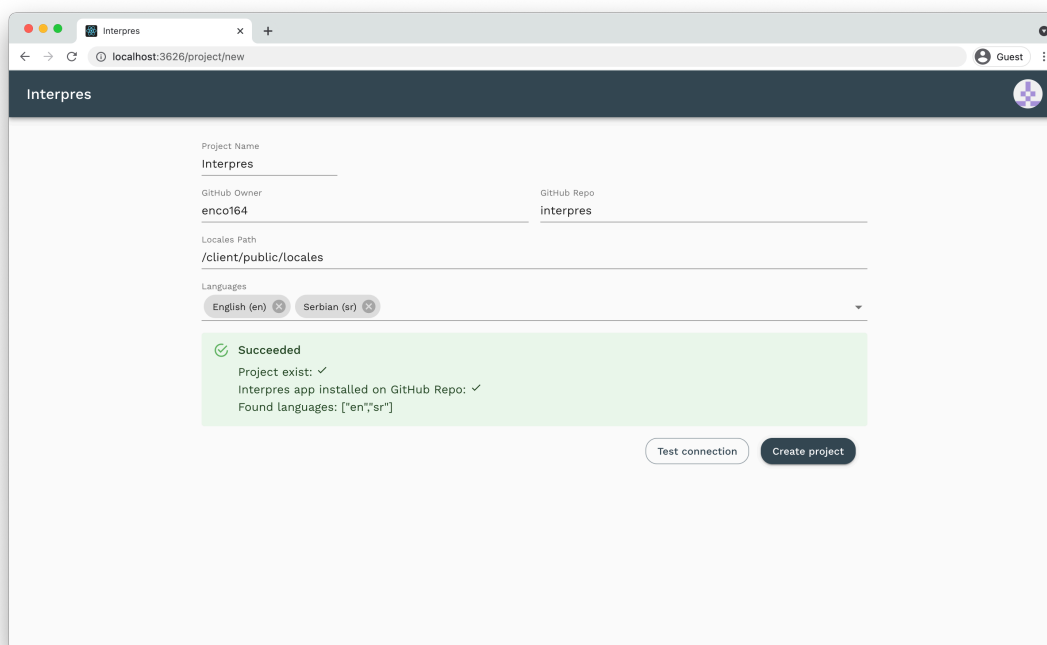 Interpres
localhost:3626/project/new
Guest
Interpres
Project Name
Interpres
GitHub Owner
GitHub Repo
enco164
interpres
Locales Path
/client/public/locales
Languages
English (en)
Serbian (sr)
Succeeded
Project exist: ✓
Interpres app installed on GitHub Repo: ✓
Found languages: ["en","sr"]
Test connection
Create project